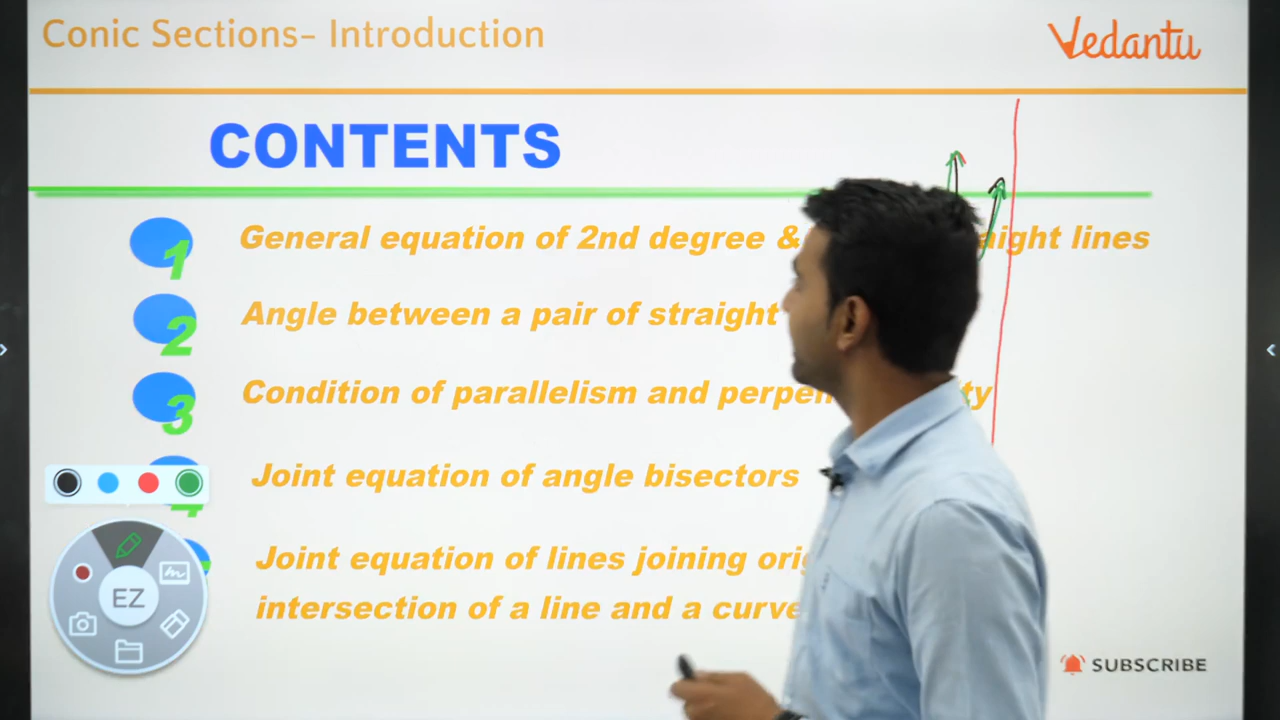 Conic Sections- Introduction
Vedantu
CONTENTS
1 General equation of 2nd degree & aight lines
2 Angle between a pair of straight
3 Condition of parallelism and perpen ty
Joint equation of angle bisectors
Joint equation of lines joining ori
intersection of a line and a curve
EZ
SUBSCRIBE